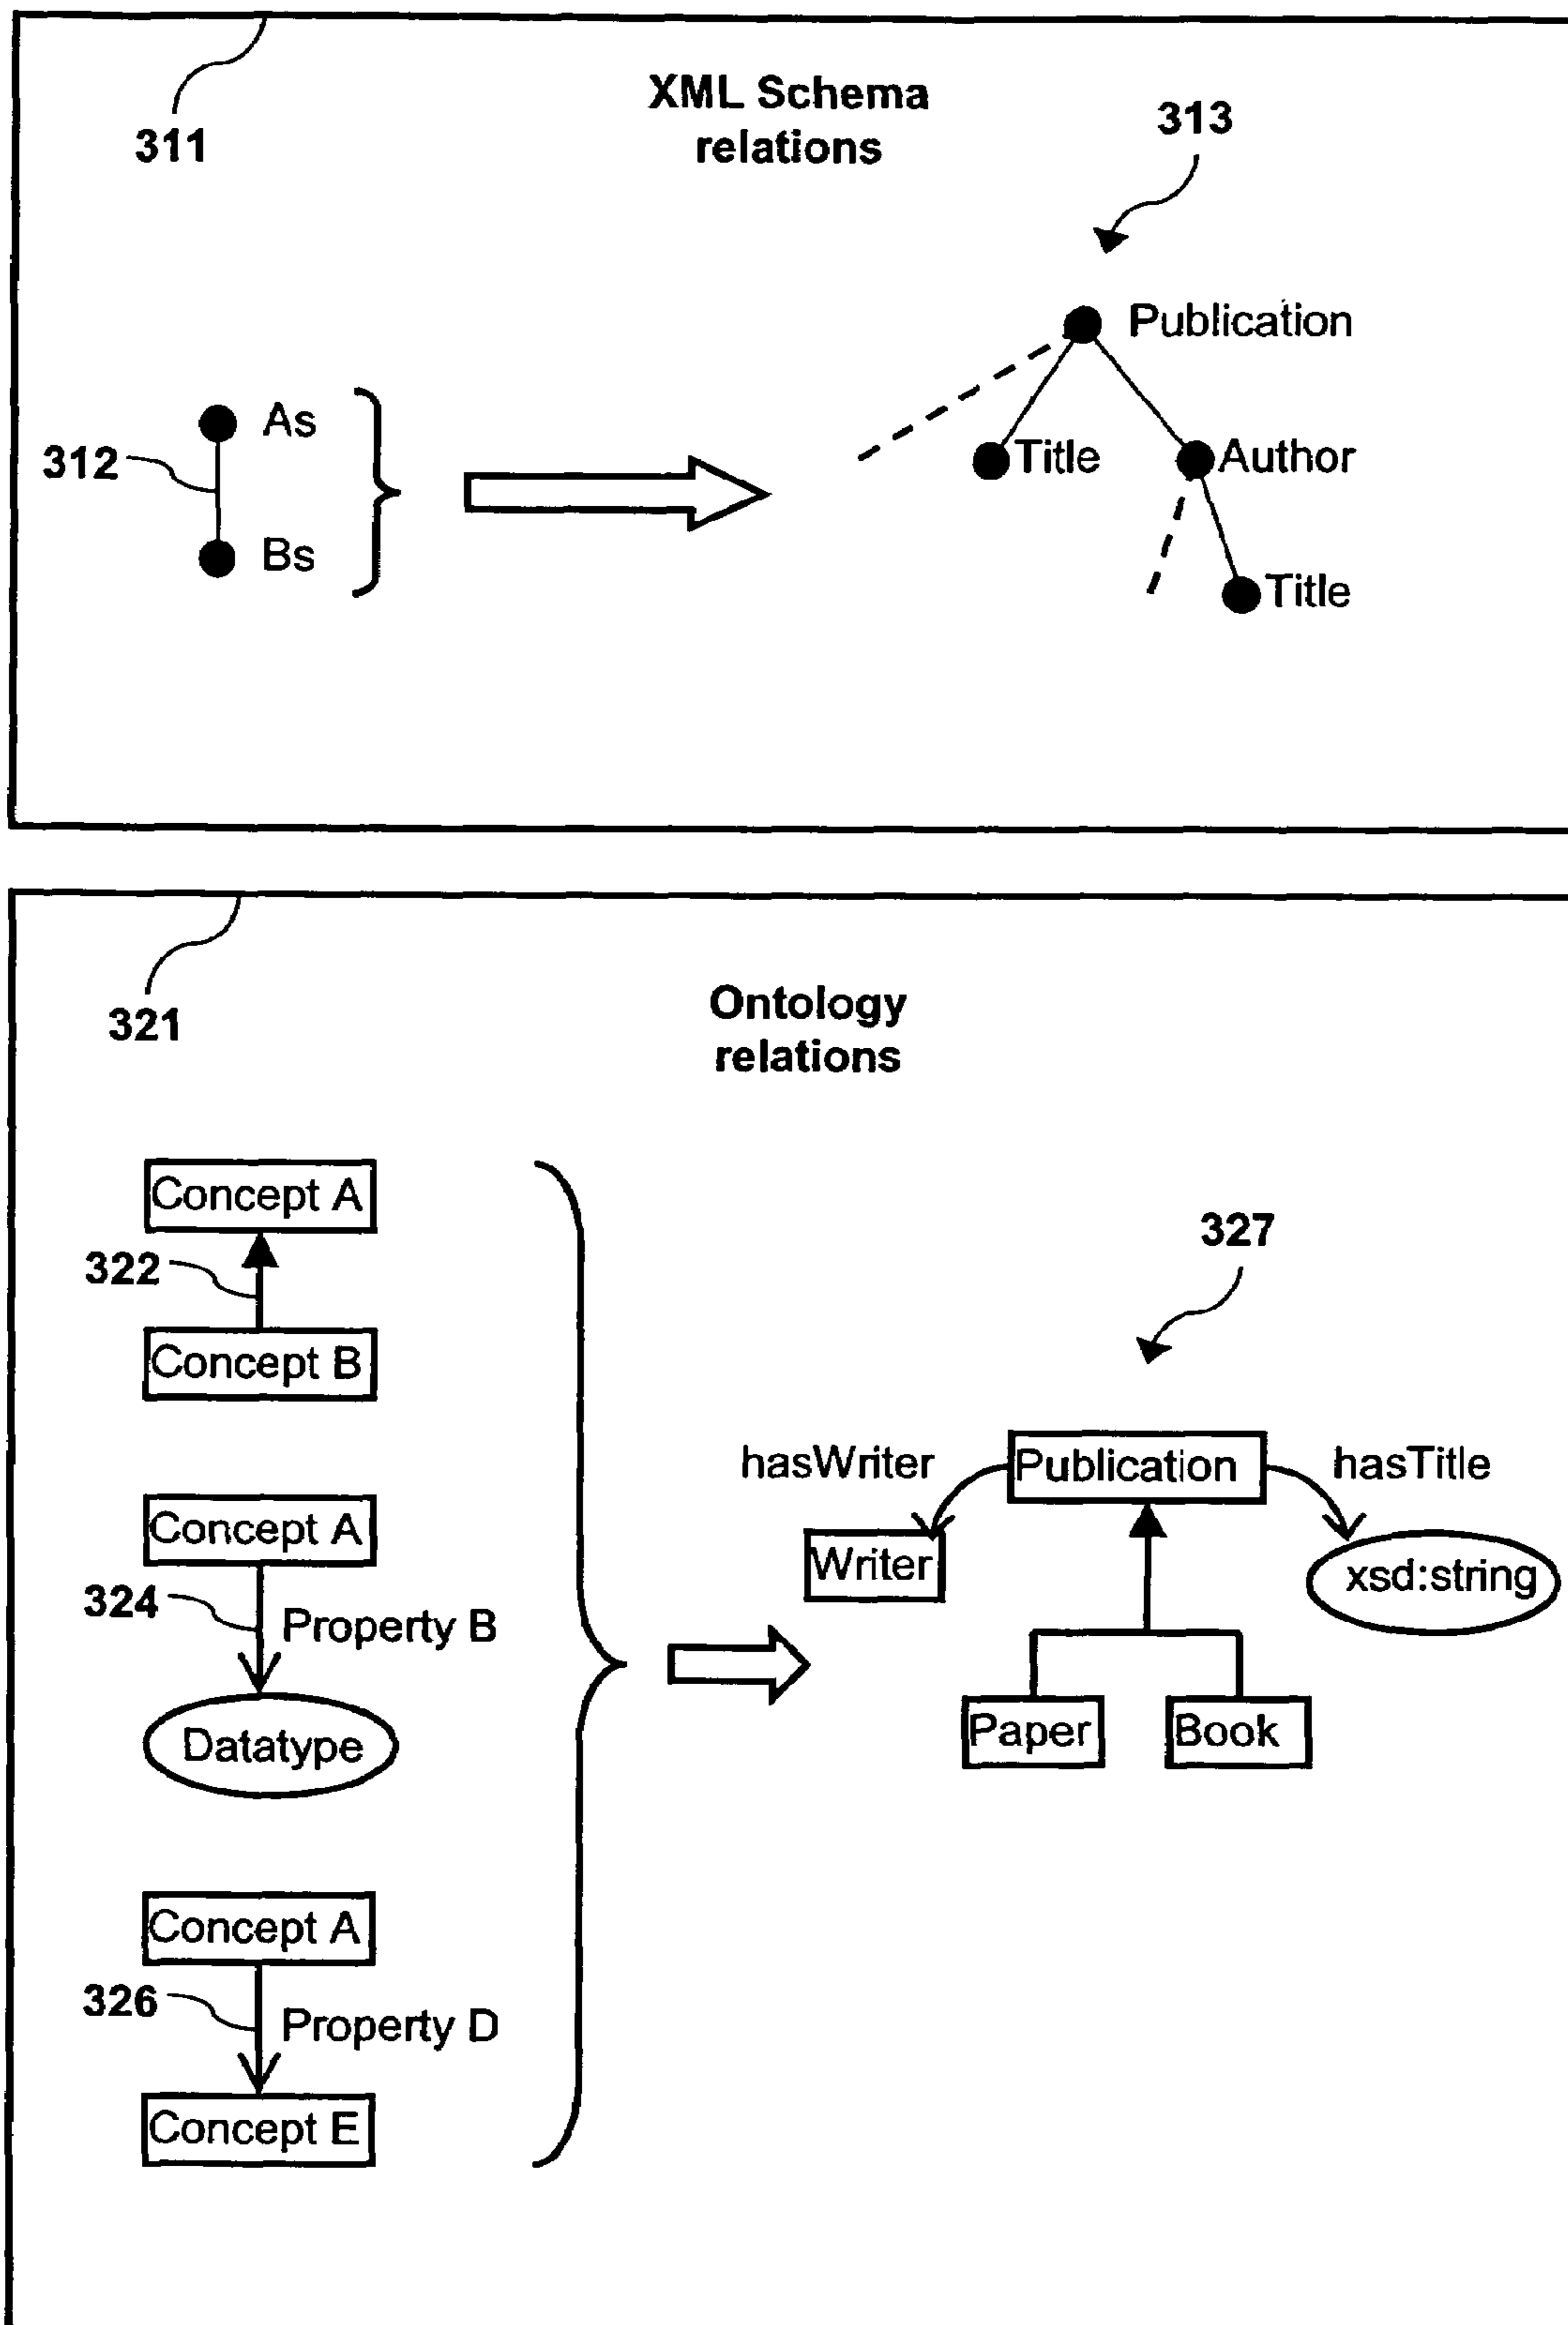 XML Schema
relations
311
313
Publication
As
312
Title
Author
Bs
Title
Ontology
relations
321
Concept A
322
327
Concept B
hasWriter
Publication
hasTitle
Concept A
Writer
xsd:string
324
Property B
Paper
Book
Datatype
Concept A
326
Property D
Concept E